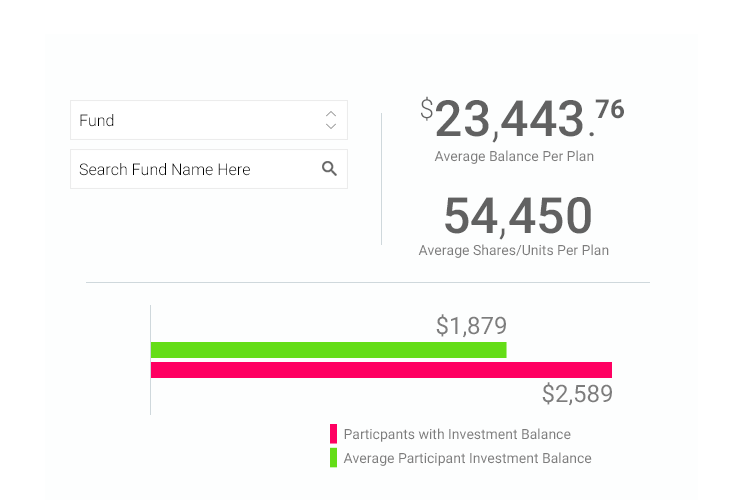 Fund
Search Fund Name Here
$23,443.76
Average Balance Per Plan
54,450
Average Shares/Units Per Plan
$1,879
$2,589
Particpants with Investment Balance
Average Participant Investment Balance